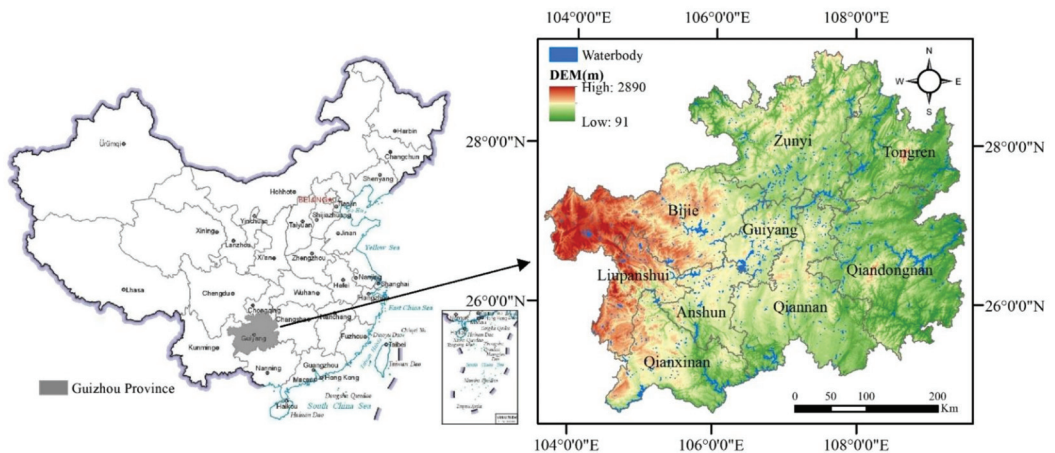 Ürümqi
Harbin
Changchun
Shenyang
Hohhot
BEIJING
Tianjin
Shijiazhuang
Taiyuan
Yinchuan
Jinan
Yellow Sea
Xining
Lanzhou
Xi'an
Zhengzhou
Nanjing
Hefei
Shanghai
Lhasa
Chengdu
Wuhan
East China Sea
Chongqing
Changsha
Nanchang
Guiyang
Fuzhou
Kunming
Taibei
Guangzhou
Nanning
Macao
Hong Kong
Haikou
Hainan Dao
South China Sea
Guizhou Province
104°0'0"E
106°0'0"E
108°0'0"E
Waterbody
DEM(m)
High: 2890
Low: 91
N
W
E
S
28°0'0"N
28°0'0"N
26°0'0"N
26°0'0"N
Zunyi
Tongren
Bijie
Guiyang
Liupanshui
Qiandongnan
Anshun
Qiannan
Qianxinan
0
50
100
200
Km
104°0'0"E
106°0'0"E
108°0'0"E